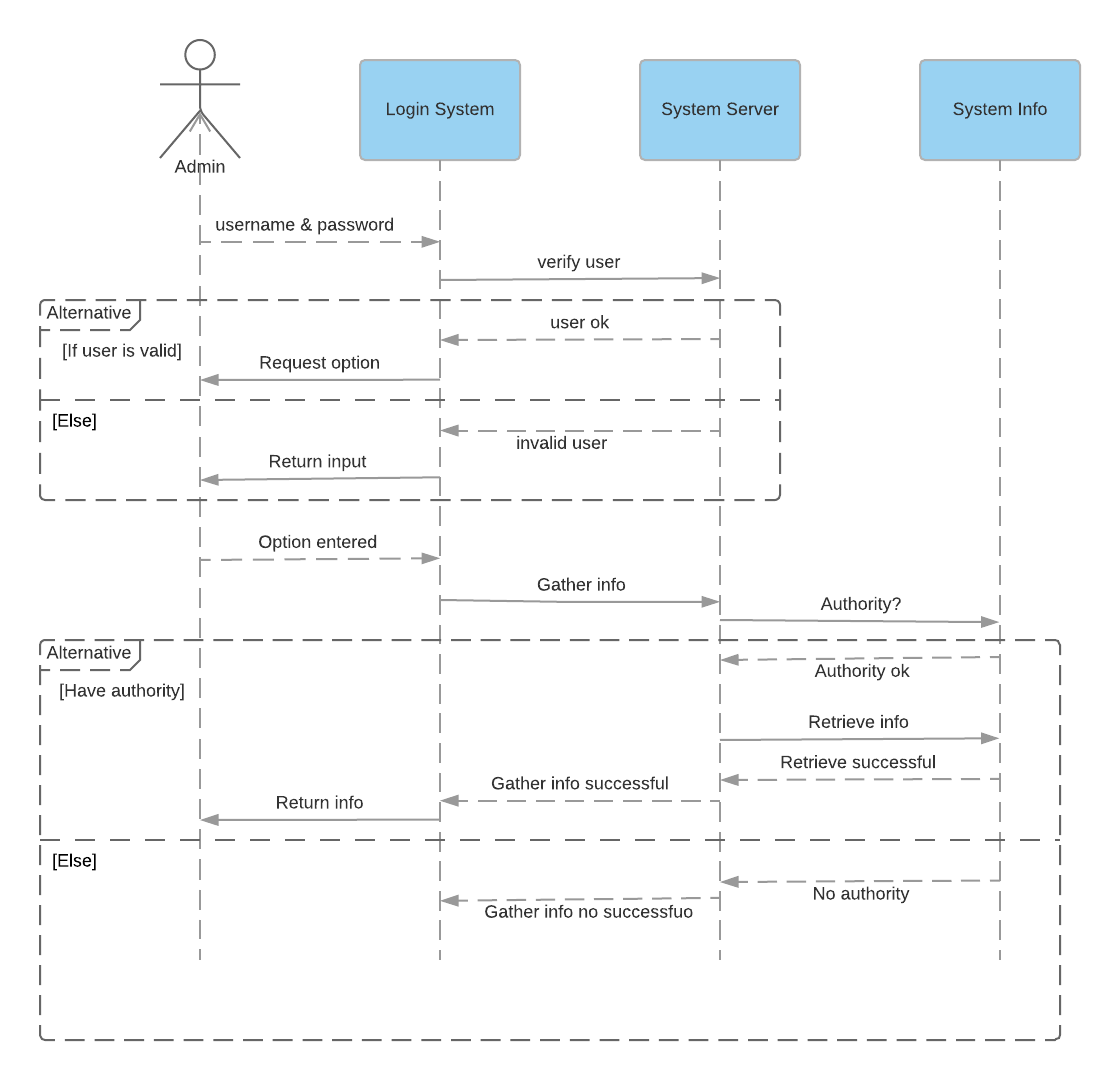 Login System
System Server
System Info
Admin
username & password
verify user
Alternative
user ok
[If user is valid]
Request option
[Else]
invalid user
Return input
Option entered
Gather info
Authority?
Alternative
Authority ok
[Have authority]
Retrieve info
Retrieve successful
Gather info successful
Return info
[Else]
No authority
Gather info no successfuo